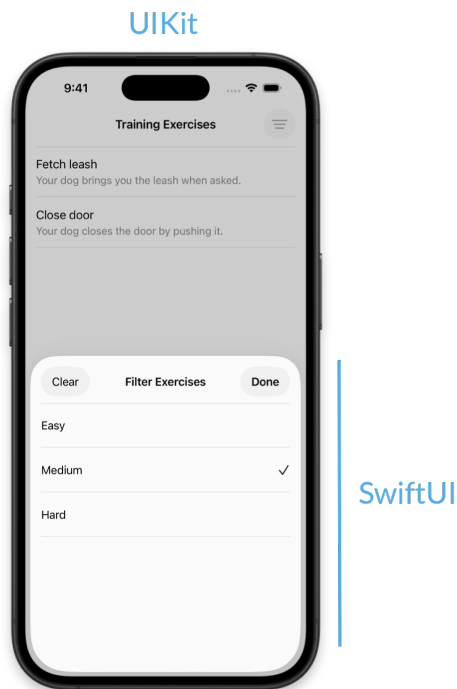 UIKit
9:41
Training Exercises
Fetch leash
Your dog brings you the leash when asked.
Close door
Your dog closes the door by pushing it.
Clear Filter Exercises Done
Easy
Medium
Hard
SwiftUI